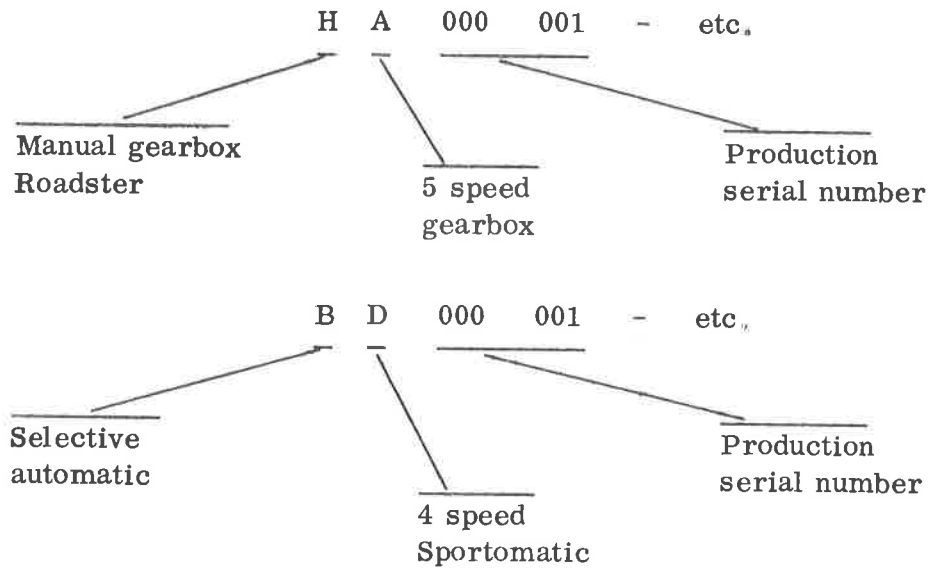 H A 000 001 - etc.
Manual gearbox
Roadster
5 speed
gearbox
Production
serial number
B D 000 001 - etc.
Selective
automatic
4 speed
Sportomatic
Production
serial number